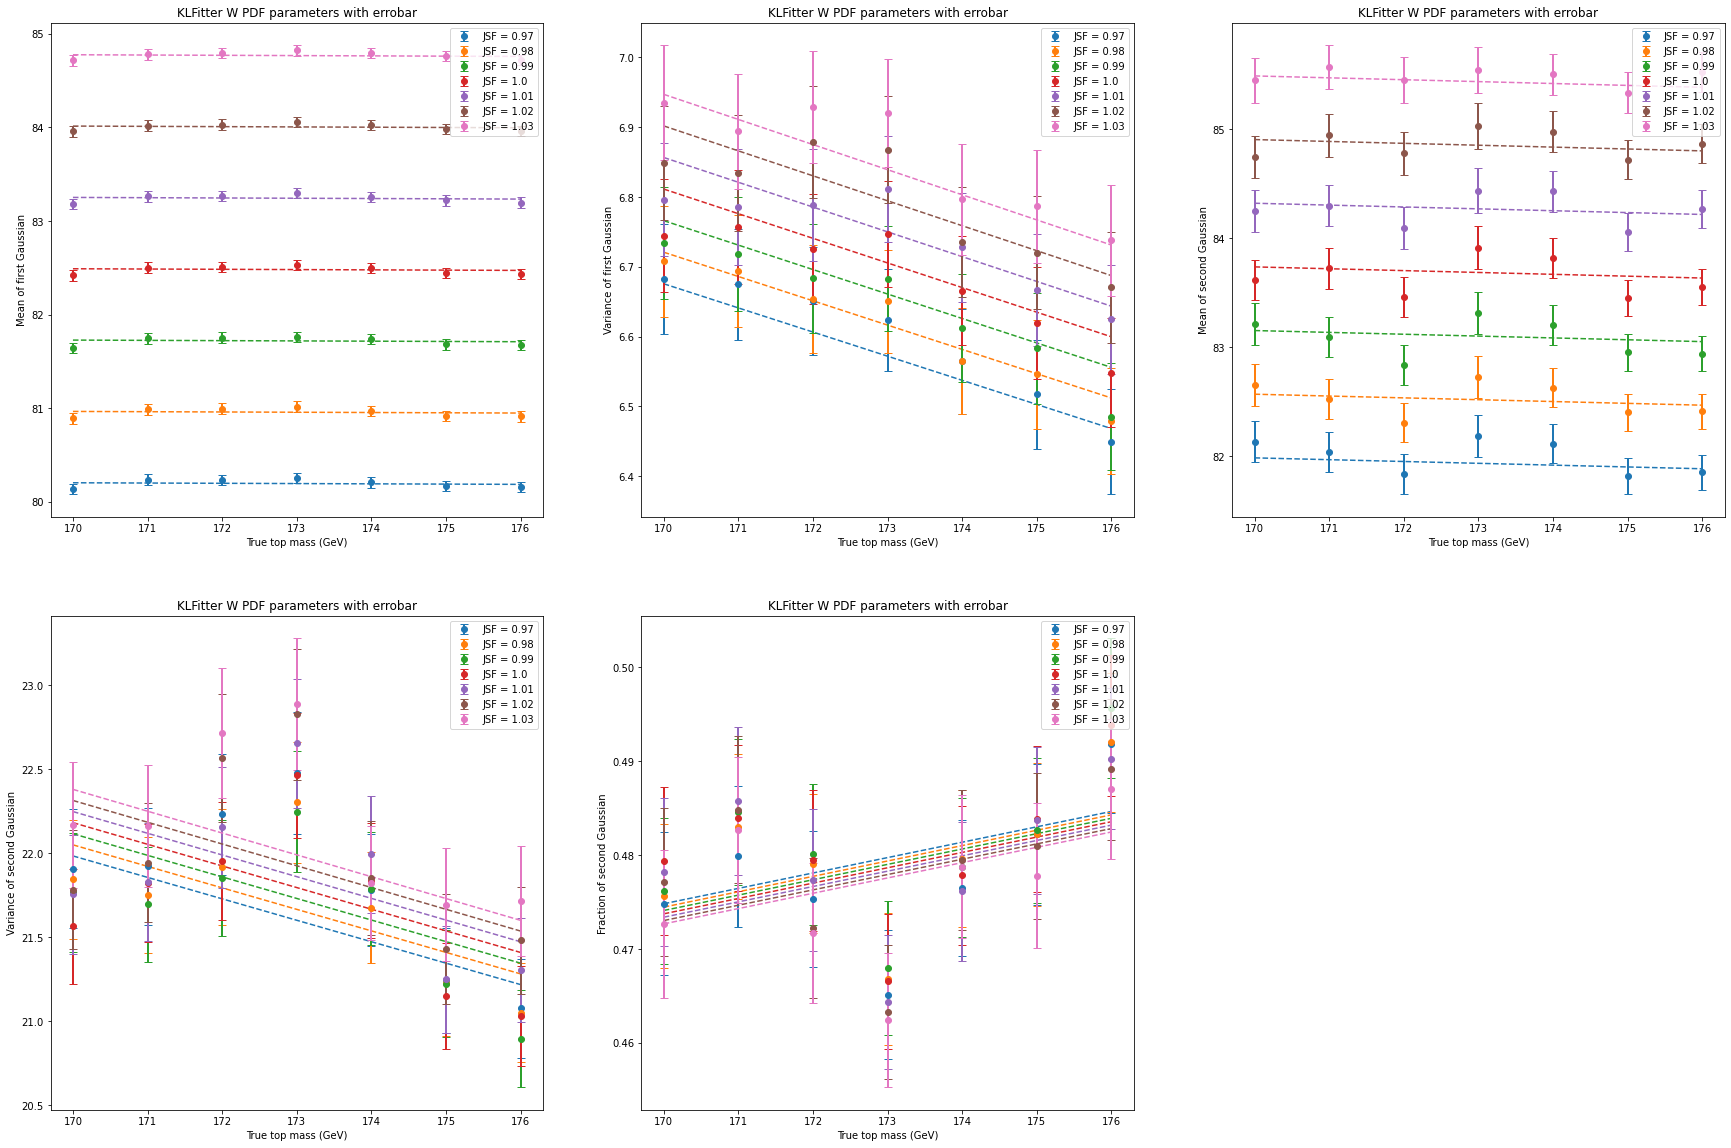 KLFitter W PDF parameters with errobar
Mean of first Gaussian
85
84
83
82
81
80
JSF = 0.97
JSF = 0.98
JSF = 0.99
JSF = 1.0
JSF = 1.01
JSF = 1.02
JSF = 1.03
170 171 172 173 174 175 176
True top mass (GeV)
KLFitter W PDF parameters with errobar
Variance of first Gaussian
7.0
6.9
6.8
6.7
6.6
6.5
6.4
JSF = 0.97
JSF = 0.98
JSF = 0.99
JSF = 1.0
JSF = 1.01
JSF = 1.02
JSF = 1.03
170 171 172 173 174 175 176
True top mass (GeV)
KLFitter W PDF parameters with errobar
Mean of second Gaussian
85
84
83
82
JSF = 0.97
JSF = 0.98
JSF = 0.99
JSF = 1.0
JSF = 1.01
JSF = 1.02
JSF = 1.03
170 171 172 173 174 175 176
True top mass (GeV)
KLFitter W PDF parameters with errobar
Variance of second Gaussian
23.0
22.5
22.0
21.5
21.0
20.5
JSF = 0.97
JSF = 0.98
JSF = 0.99
JSF = 1.0
JSF = 1.01
JSF = 1.02
JSF = 1.03
170 171 172 173 174 175 176
True top mass (GeV)
KLFitter W PDF parameters with errobar
Fraction of second Gaussian
0.50
0.49
0.48
0.47
0.46
JSF = 0.97
JSF = 0.98
JSF = 0.99
JSF = 1.0
JSF = 1.01
JSF = 1.02
JSF = 1.03
170 171 172 173 174 175 176
True top mass (GeV)